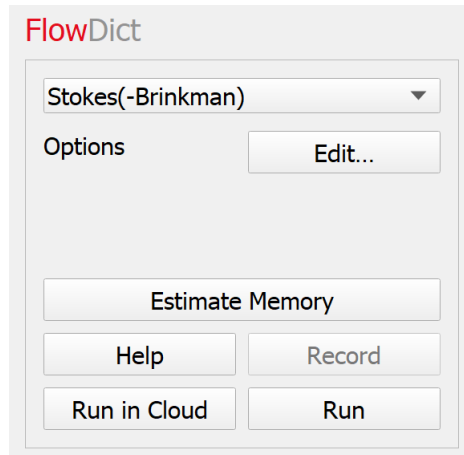 FlowDict
Stokes(-Brinkman)
Options
Edit...
Estimate Memory
Help
Record
Run in Cloud
Run